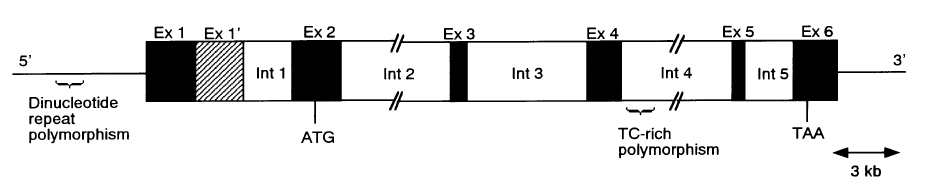 Ex 1 Ex 1' Ex 2 Ex 3 Ex 4 Ex 5 Ex 6
5' 3'
Int 1 Int 2 Int 3 Int 4 Int 5
Dinucleotide
repeat
polymorphism
ATG
TC-rich
polymorphism
TAA
3 kb